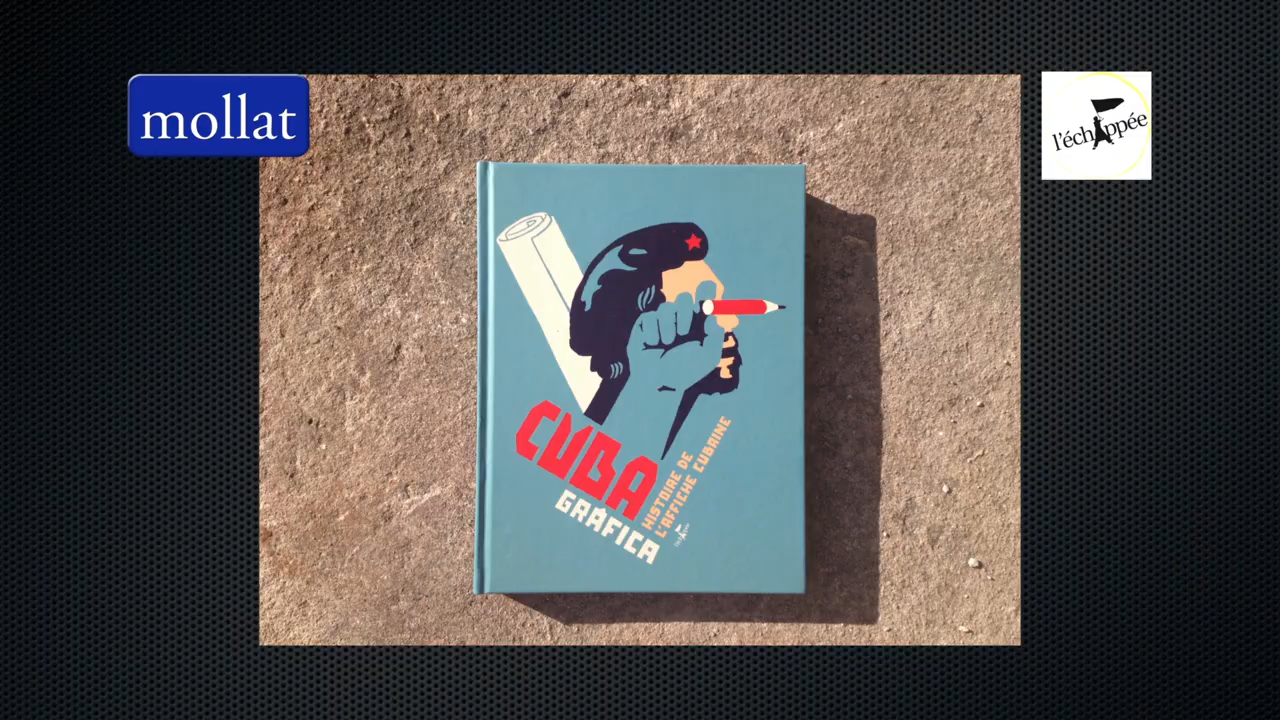 mollat
l'échappée
CUBA
GRÁFICA
HISTOIRE DE
L'AFFICHE CUBAINE